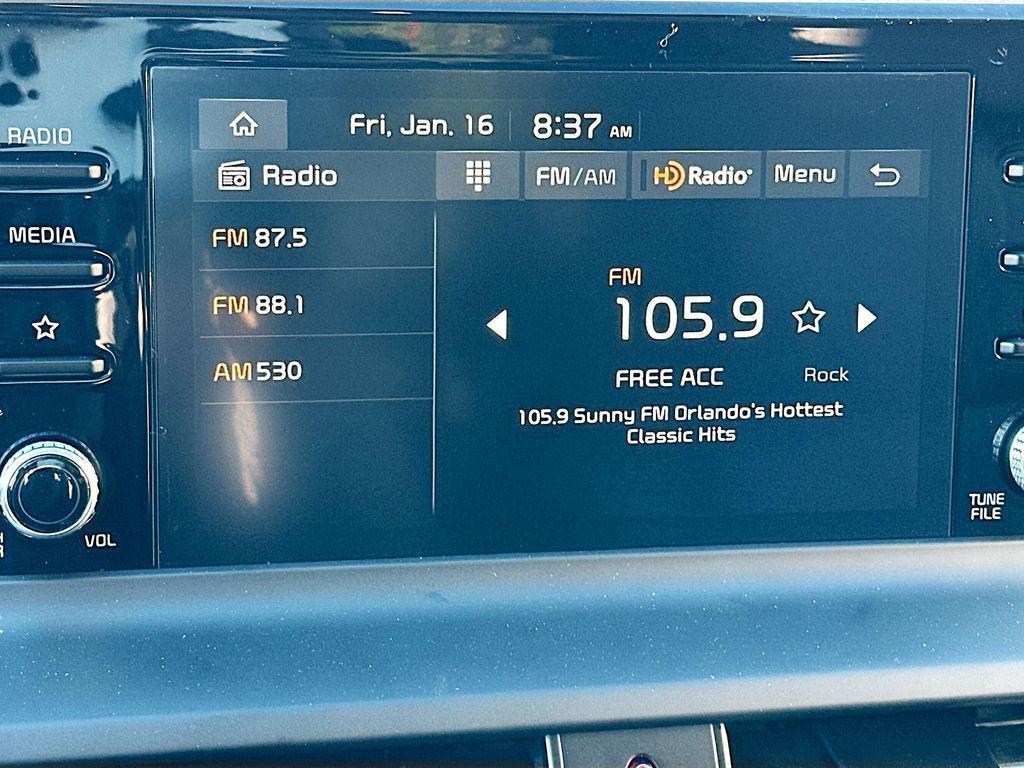 RADIO
MEDIA
VOL
Fri, Jan. 16 8:37 AM
Radio FM/AM HD Radio Menu
FM 87.5
FM 88.1
AM 530
FM
105.9
FREE ACC Rock
105.9 Sunny FM Orlando's Hottest
Classic Hits
TUNE
FILE